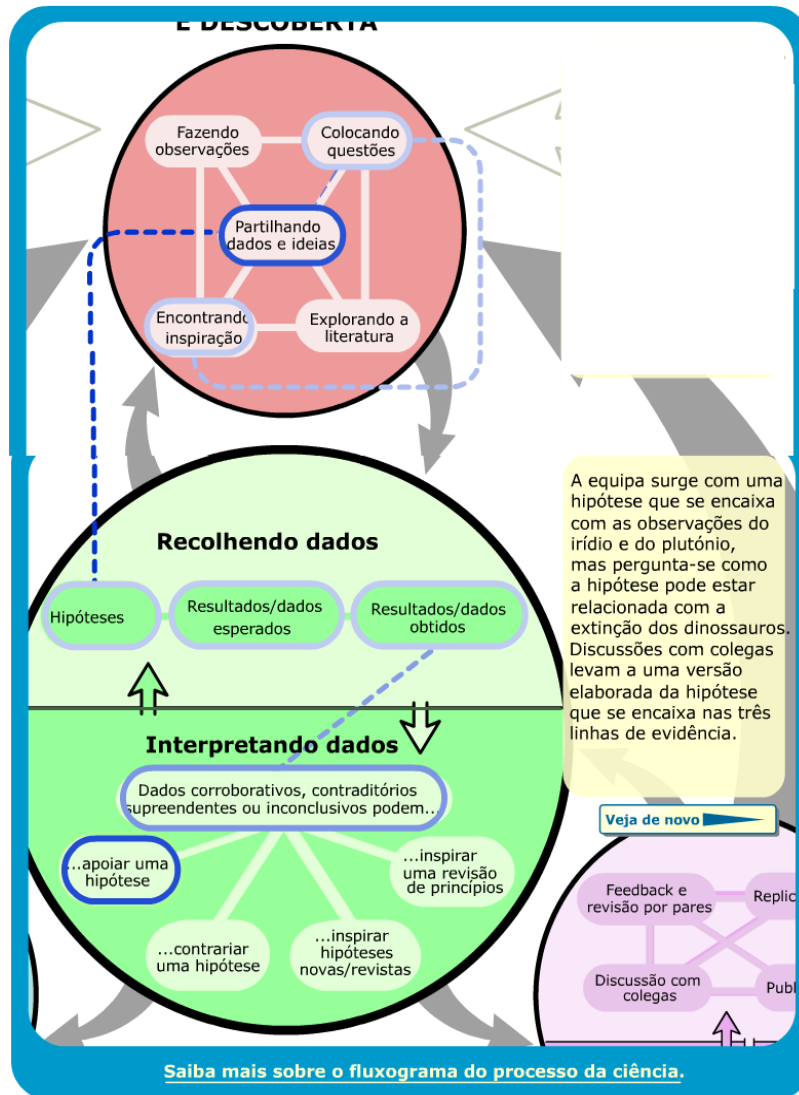 E DESCOBERTA
Fazendo
observações
Colocando
questões
Partilhando
dados e ideias
Encontrando
inspiração
Explorando a
literatura
Recolhendo dados
Hipóteses
Resultados/dados
esperados
Resultados/dados
obtidos
Interpretando dados
Dados corroborativos, contraditórios
supreendentes ou inconclusivos podem...
...apoiar uma
hipótese
...inspirar
uma revisão
de princípios
...contrariar
uma hipótese
...inspirar
hipóteses
novas/revistas
A equipa surge com uma
hipótese que se encaixa
com as observações do
irídio e do plutónio,
mas pergunta-se como
a hipótese pode estar
relacionada com a
extinção dos dinossauros.
Discussões com colegas
levam a uma versão
elaborada da hipótese
que se encaixa nas três
linhas de evidência.
Veja de novo
Feedback e
revisão por pares
Replic
Discussão com
colegas
Publ
Saiba mais sobre o fluxograma do processo da ciência.